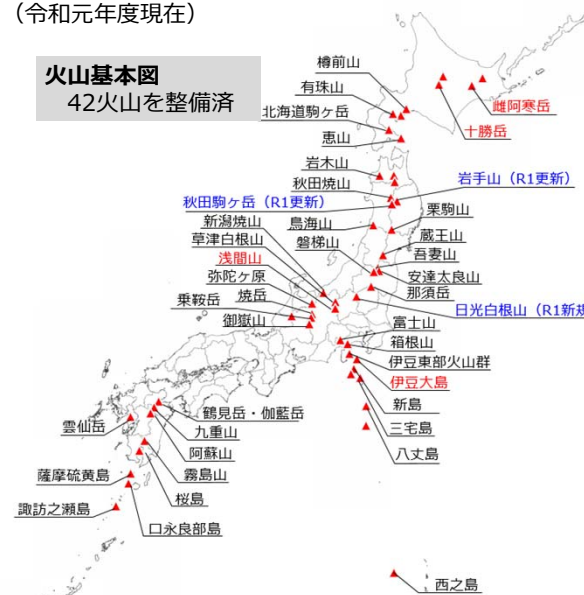 （令和元年度現在）
火山基本図
42火山を整備済
樽前山
有珠山
北海道駒ヶ岳
恵山
雌阿寒岳
十勝岳
岩木山
秋田焼山
秋田駒ヶ岳（R1更新）
岩手山（R1更新）
新潟焼山
鳥海山
栗駒山
草津白根山
磐梯山
蔵王山
浅間山
吾妻山
弥陀ヶ原
安達太良山
乗鞍岳
焼岳
那須岳
御嶽山
日光白根山（R1新規
富士山
箱根山
伊豆東部火山群
伊豆大島
新島
三宅島
八丈島
鶴見岳・伽藍岳
雲仙岳
九重山
阿蘇山
霧島山
薩摩硫黄島
桜島
諏訪之瀬島
口永良部島
西之島